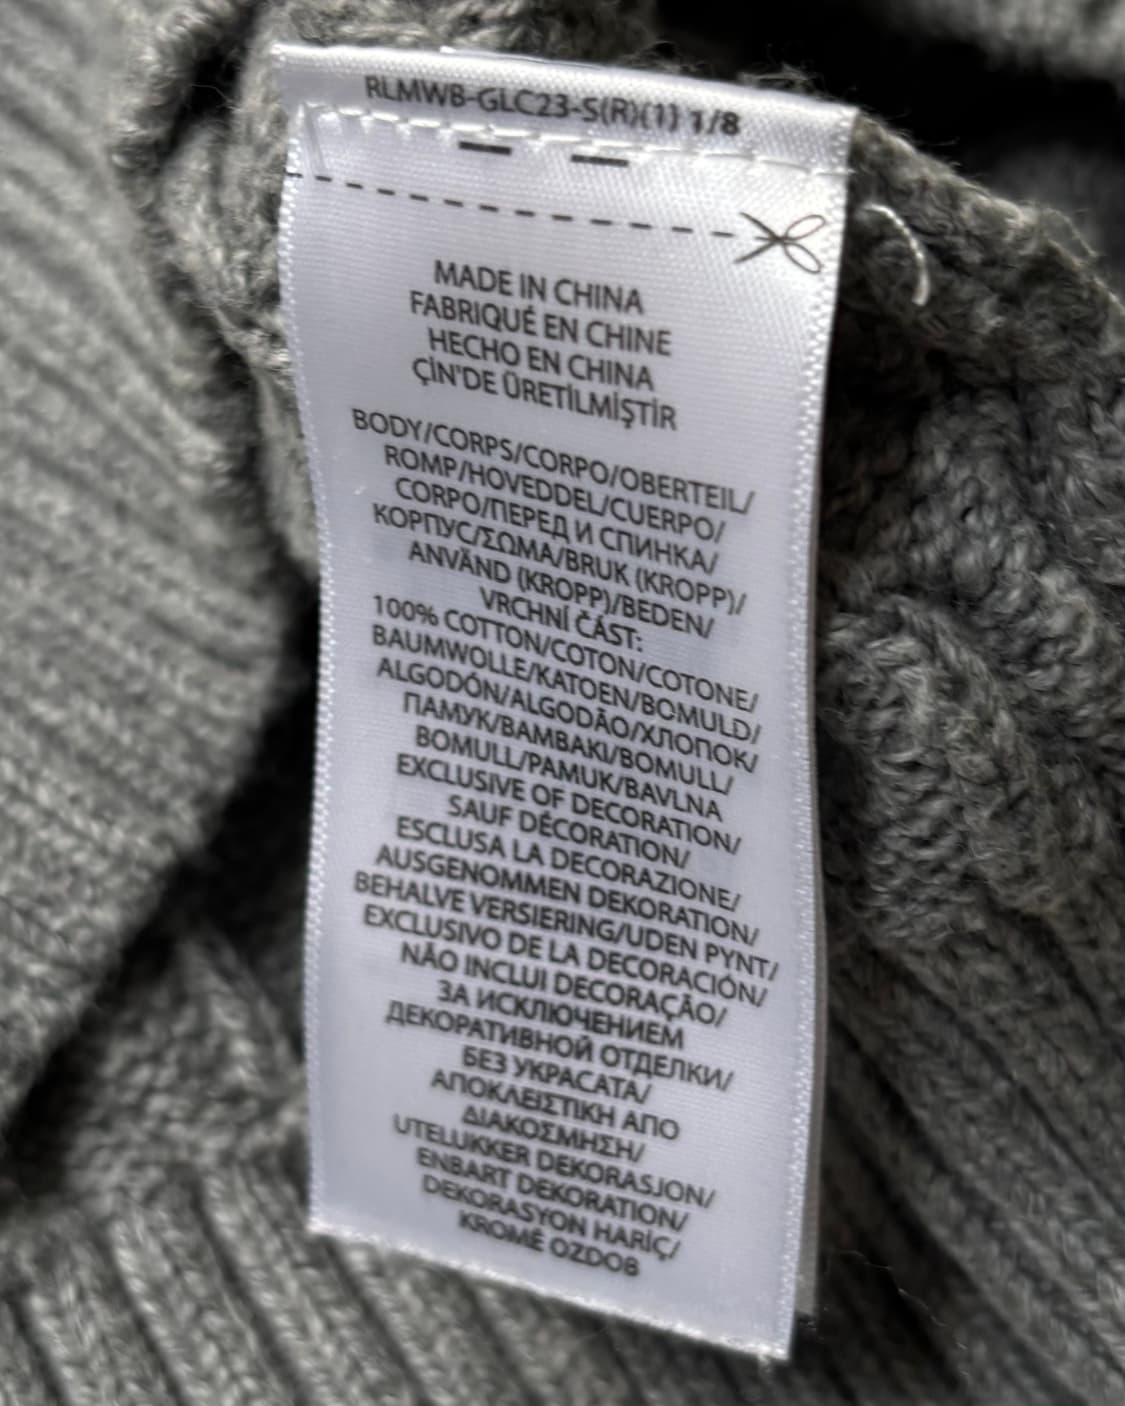 RLMWB-GLC23-S(R)(1) 1/8
MADE IN CHINA
FABRIQUÉ EN CHINE
HECHO EN CHINA
ÇİN'DE ÜRETİLMİŞTİR
BODY/CORPS/CORPO/OBERTEIL/
ROMP/HOVEDDEL/CUERPO/
CORPO/ПЕРЕД И СПИНКА/
КОРПУС/ΣΩΜΑ/BRUK (KROPP)/
ANVÄND (KROPP)/BEDEN/
VRCHNÍ ČÁST:
100% COTTON/COTON/COTONE/
BAUMWOLLE/KATOEN/BOMULD/
ALGODÓN/ALGODÃO/ХЛОПОК/
ПАМУК/ΒΑΜΒΑΚΙ/BOMULL/
BOMULL/PAMUK/BAVLNA
EXCLUSIVE OF DECORATION/
SAUF DÉCORATION/
ESCLUSA LA DECORAZIONE/
AUSGENOMMEN DEKORATION/
BEHALVE VERSIERING/UDEN PYNT/
EXCLUSIVO DE LA DECORACIÓN/
NÃO INCLUI DECORAÇÃO/
ЗА ИСКЛЮЧЕНИЕМ
ДЕКОРАТИВНОЙ ОТДЕЛКИ/
БЕЗ УКРАСАТА/
ΑΠΟΚΛΕΙΣΤΙΚΗ ΑΠΟ
ΔΙΑΚΟΣΜΗΣΗ/
UTELUKKER DEKORASJON/
ENBART DEKORATION/
DEKORASYON HARİÇ/
KROMĚ OZDOB